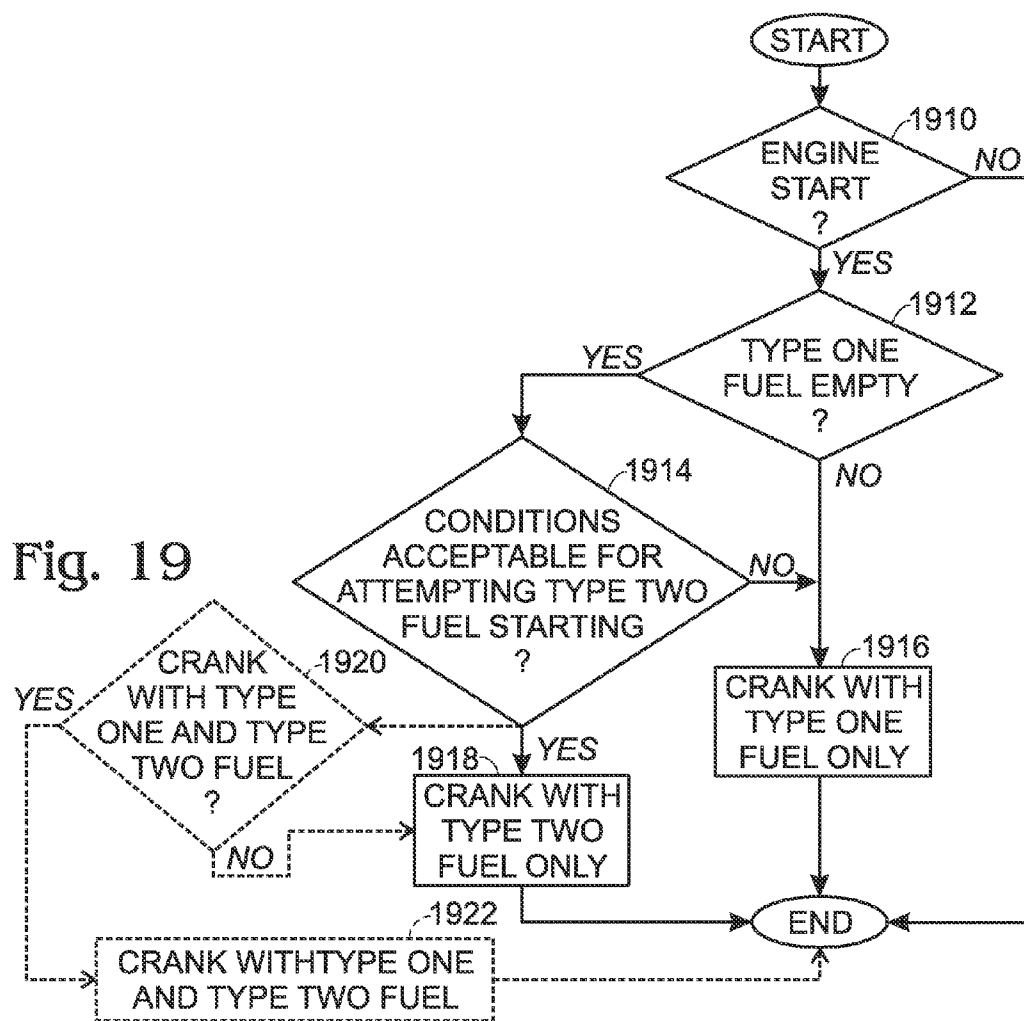 START
1910
ENGINE
START
?
NO
YES
1912
TYPE ONE
FUEL EMPTY
?
YES
NO
1914
CONDITIONS
ACCEPTABLE FOR
ATTEMPTING TYPE TWO
FUEL STARTING
?
NO
Fig. 19
1920
CRANK
WITH TYPE
ONE AND TYPE
TWO FUEL
?
YES
NO
YES
1916
CRANK WITH
TYPE ONE
FUEL ONLY
1918
CRANK WITH
TYPE TWO
FUEL ONLY
END
1922
CRANK WITHTYPE ONE
AND TYPE TWO FUEL